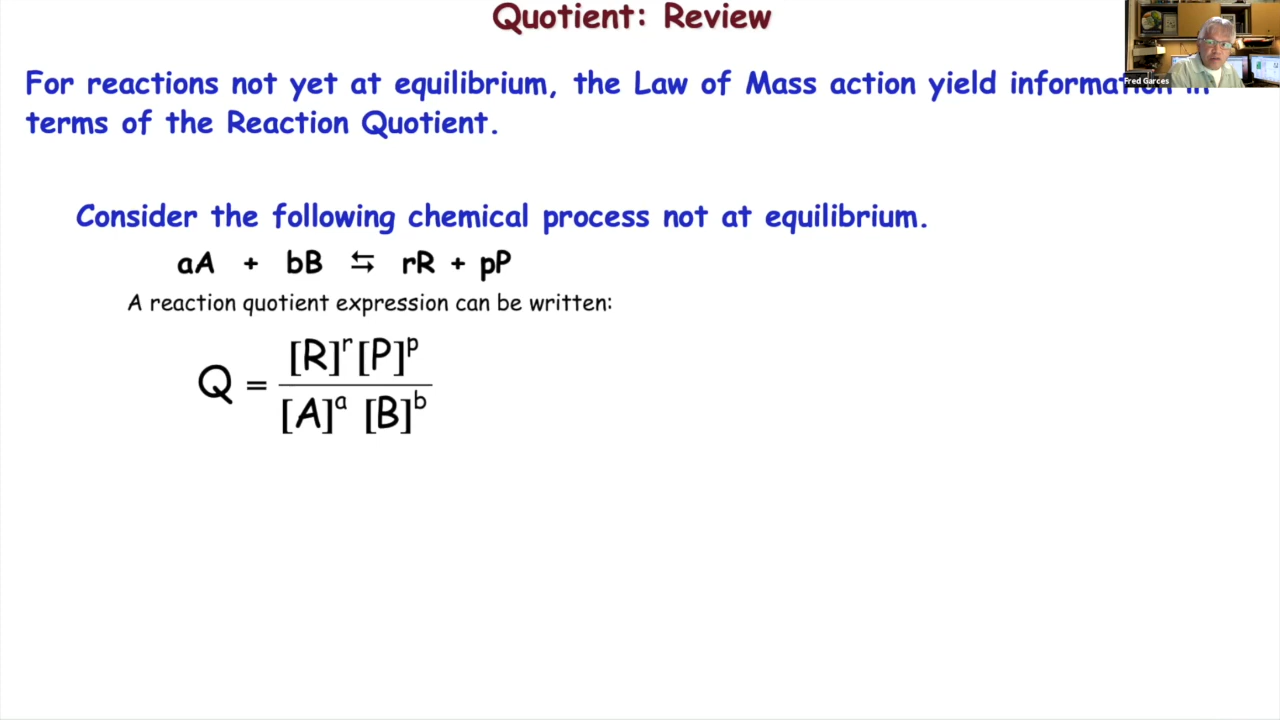 Quotient: Review
Fred Garces
For reactions not yet at equilibrium, the Law of Mass action yield information in
terms of the Reaction Quotient.
Consider the following chemical process not at equilibrium.
aA + bB ⇆ rR + pP
A reaction quotient expression can be written:
Q = [R]^r [P]^p / [A]^a [B]^b